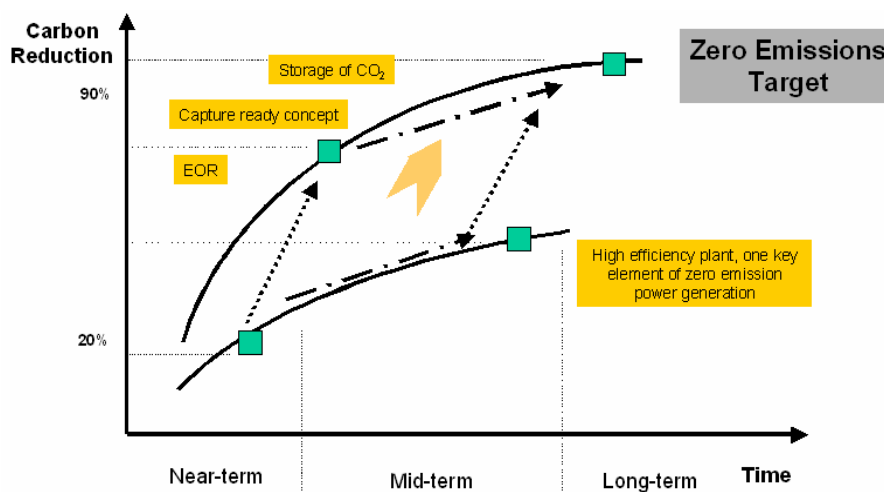 Carbon
Reduction
90%
20%
Storage of CO₂
Capture ready concept
EOR
Zero Emissions
Target
High efficiency plant, one key
element of zero emission
power generation
Near-term
Mid-term
Long-term
Time